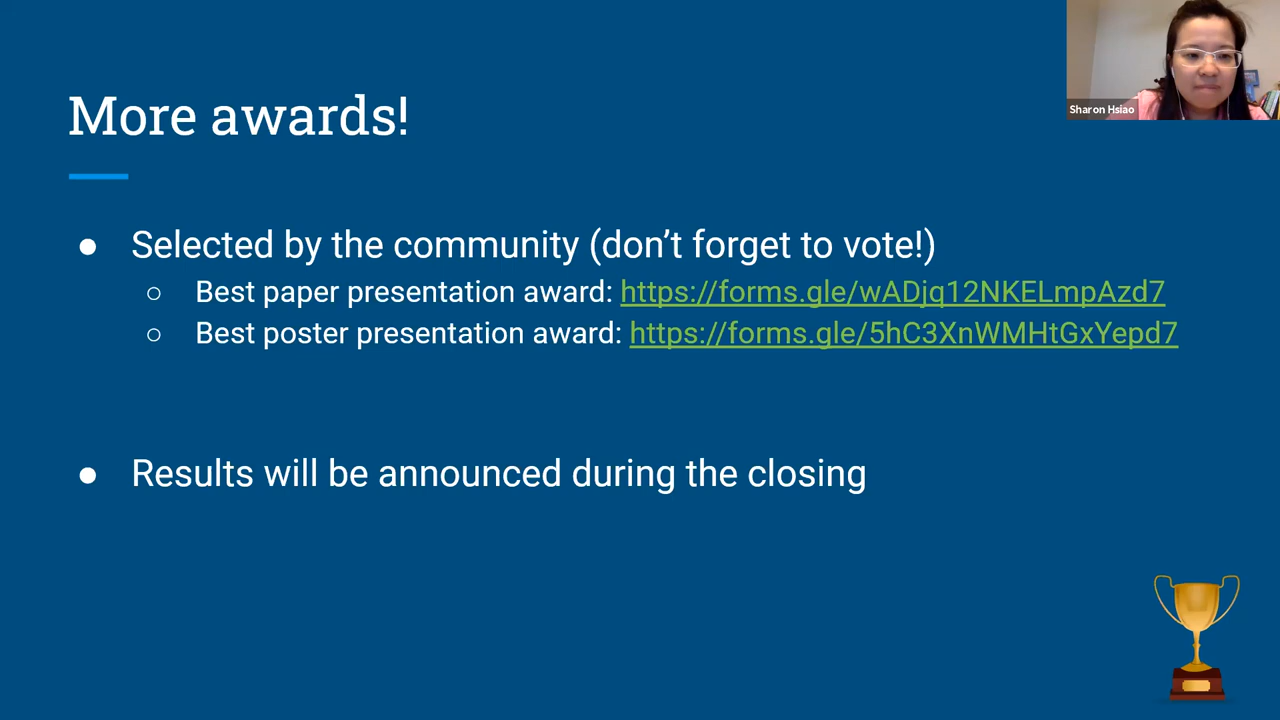 More awards!
Sharon Hsiao
● Selected by the community (don’t forget to vote!)
○ Best paper presentation award: https://forms.gle/wADjq12NKELmpAzd7
○ Best poster presentation award: https://forms.gle/5hC3XnWMHtGxYepd7
● Results will be announced during the closing